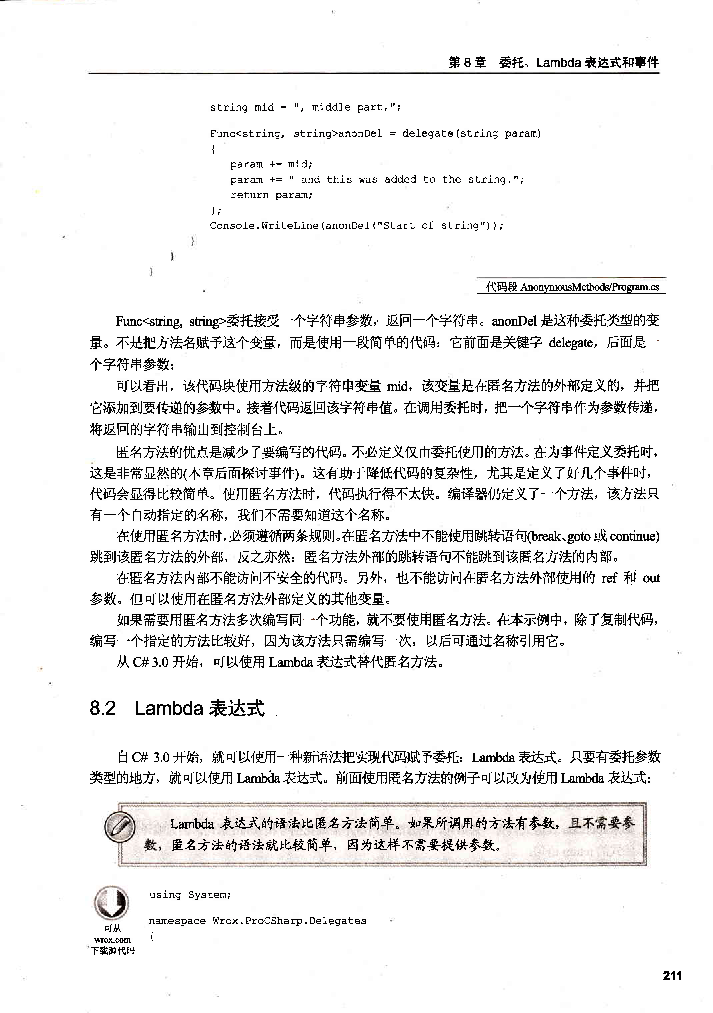 第 8 章 委托、Lambda 表达式和事件
string mid = ", middle part,";
Func<string, string>anonDel = delegate(string param)
{
param += mid;
param += " and this was added to the string.";
return param;
};
Console.WriteLine(anonDel("Start of string"));
}
}
}
代码段 AnonymousMethods/Program.cs
Func<string, string>委托接受一个字符串参数，返回一个字符串。anonDel 是这种委托类型的变
量。不是把方法名赋予这个变量，而是使用一段简单的代码：它前面是关键字 delegate，后面是一
个字符串参数：
可以看出，该代码块使用方法级的字符串变量 mid，该变量是在匿名方法的外部定义的，并把
它添加到要传递的参数中。接着代码返回该字符串值。在调用委托时，把一个字符串作为参数传递，
将返回的字符串输出到控制台上。
匿名方法的优点是减少了要编写的代码。不必定义仅由委托使用的方法。在为事件定义委托时，
这是非常显然的(本章后面探讨事件)。这有助于降低代码的复杂性，尤其是定义了好几个事件时，
代码会显得比较简单。使用匿名方法时，代码执行得不太快。编译器仍定义了一个方法，该方法只
有一个自动指定的名称，我们不需要知道这个名称。
在使用匿名方法时，必须遵循两条规则。在匿名方法中不能使用跳转语句(break、goto 或 continue)
跳到该匿名方法的外部，反之亦然：匿名方法外部的跳转语句不能跳到该匿名方法的内部。
在匿名方法内部不能访问不安全的代码。另外，也不能访问在匿名方法外部使用的 ref 和 out
参数。但可以使用在匿名方法外部定义的其他变量。
如果需要用匿名方法多次编写同一个功能，就不要使用匿名方法。在本示例中，除了复制代码，
编写一个指定的方法比较好，因为该方法只需编写一次，以后可通过名称引用它。
从 C# 3.0 开始，可以使用 Lambda 表达式替代匿名方法。
8.2 Lambda 表达式
自 C# 3.0 开始，就可以使用一种新语法把实现代码赋予委托：Lambda 表达式。只要有委托参数
类型的地方，就可以使用 Lambda 表达式。前面使用匿名方法的例子可以改为使用 Lambda 表达式：
Lambda 表达式的语法比匿名方法简单。如果所调用的方法有参数，且不需要参
数，匿名方法的语法就比较简单，因为这样不需要提供参数。
using System;
namespace Wrox.ProCSharp.Delegates
{
可从
wrox.com
下载源代码
211